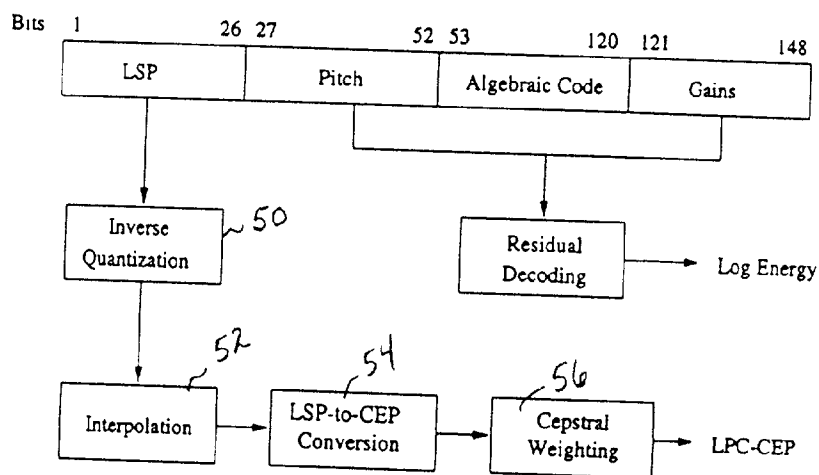 Bits 1 26 27 52 53 120 121 148
LSP Pitch Algebraic Code Gains
Inverse
Quantization
50
Residual
Decoding
Log Energy
52
54
56
Interpolation
LSP-to-CEP
Conversion
Cepstral
Weighting
LPC-CEP